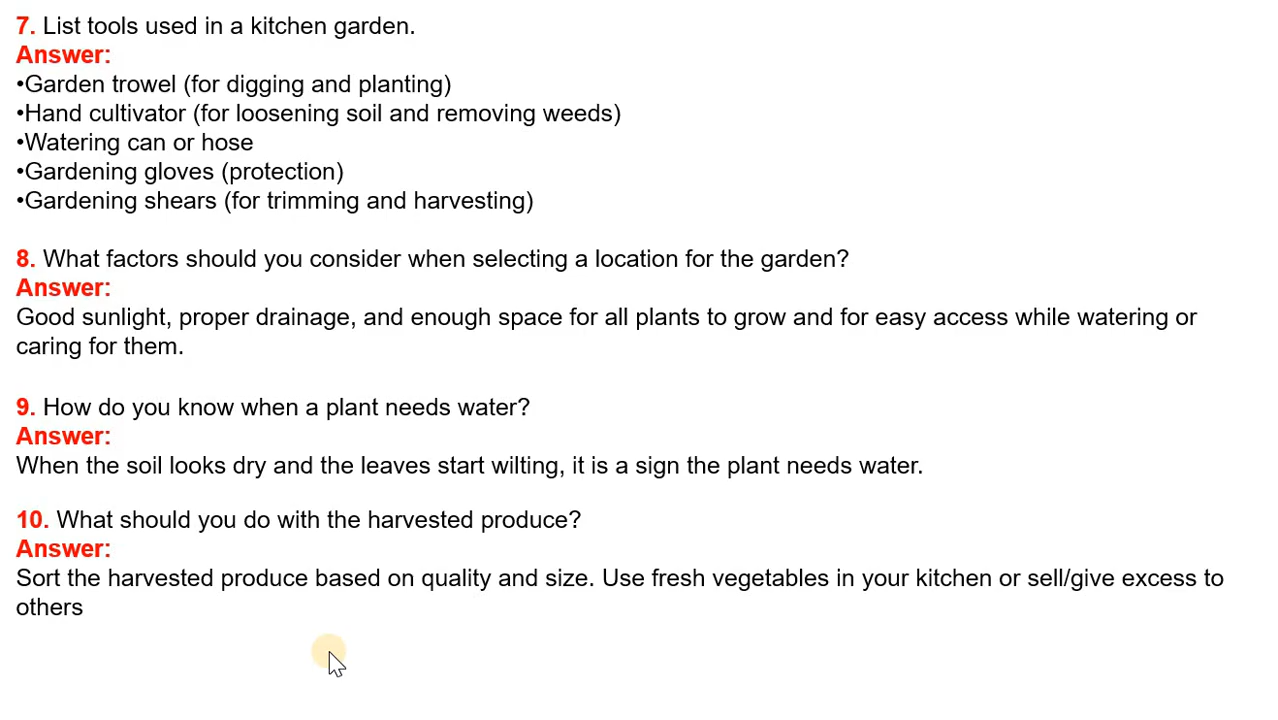 7. List tools used in a kitchen garden.
Answer:
•Garden trowel (for digging and planting)
•Hand cultivator (for loosening soil and removing weeds)
•Watering can or hose
•Gardening gloves (protection)
•Gardening shears (for trimming and harvesting)
8. What factors should you consider when selecting a location for the garden?
Answer:
Good sunlight, proper drainage, and enough space for all plants to grow and for easy access while watering or
caring for them.
9. How do you know when a plant needs water?
Answer:
When the soil looks dry and the leaves start wilting, it is a sign the plant needs water.
10. What should you do with the harvested produce?
Answer:
Sort the harvested produce based on quality and size. Use fresh vegetables in your kitchen or sell/give excess to
others